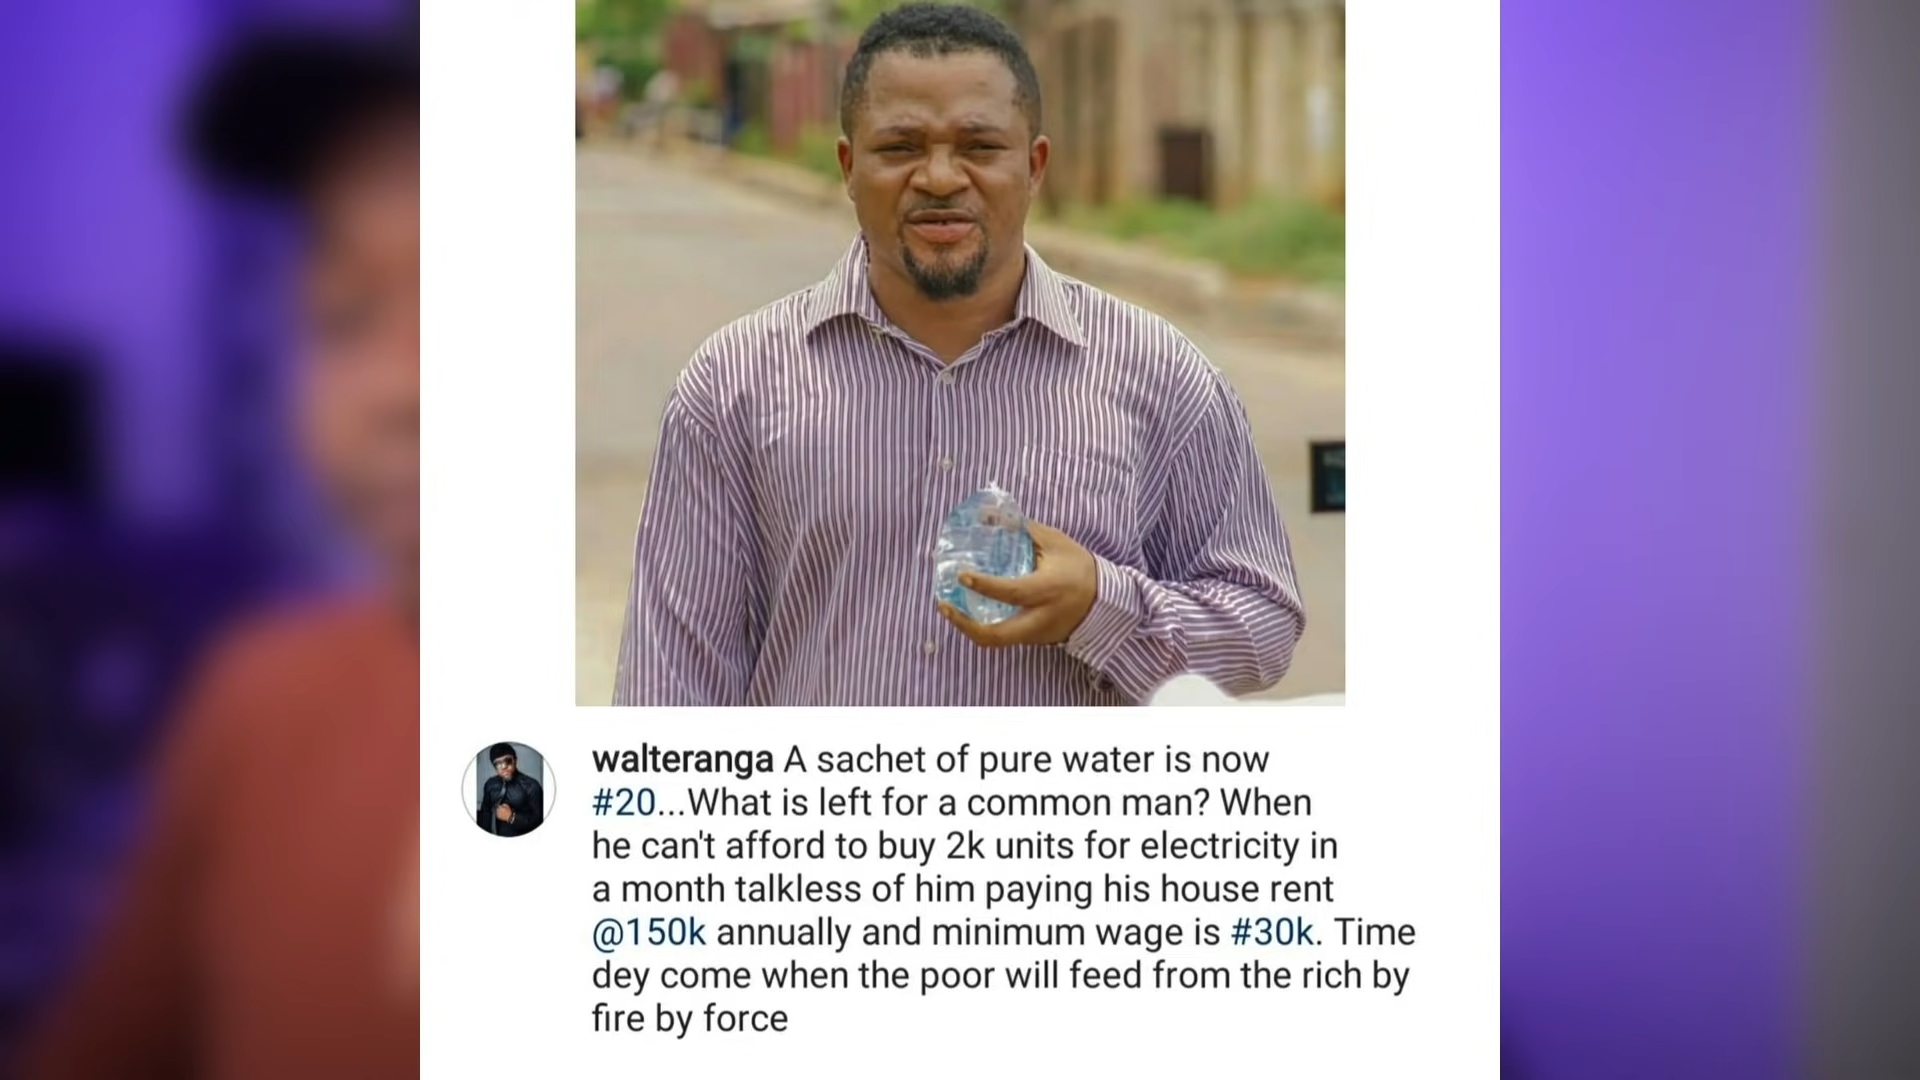 walteranga A sachet of pure water is now
#20...What is left for a common man? When
he can't afford to buy 2k units for electricity in
a month talkless of him paying his house rent
@150k annually and minimum wage is #30k. Time
dey come when the poor will feed from the rich by
fire by force